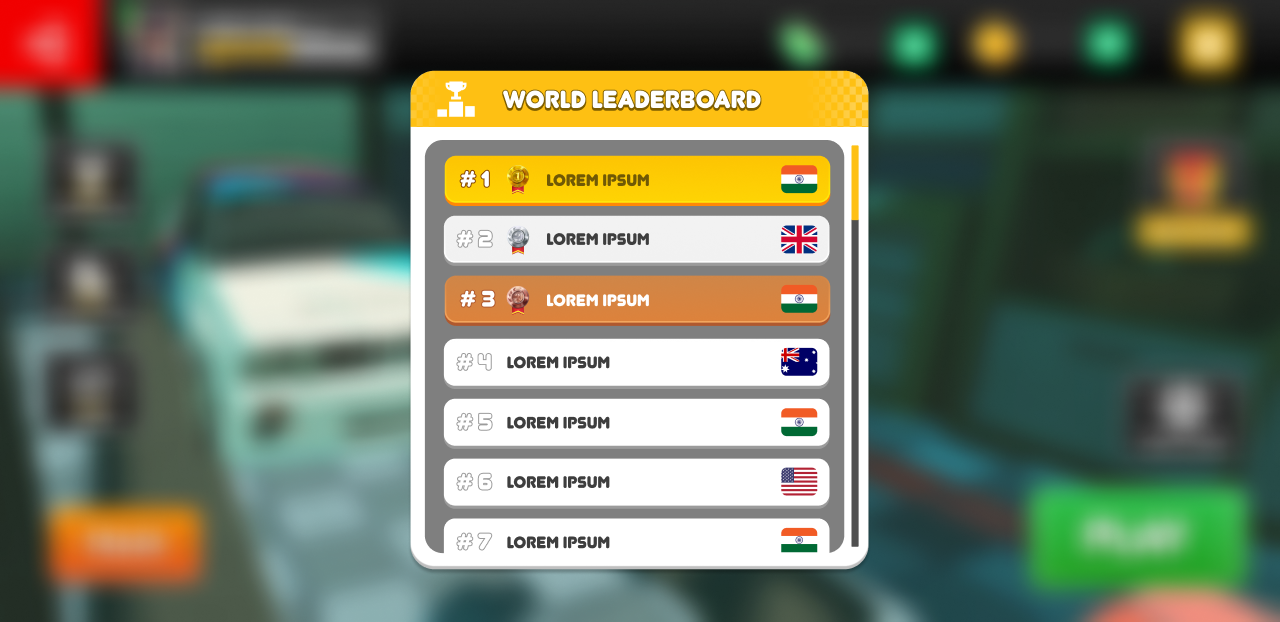 WORLD LEADERBOARD
# 1 LOREM IPSUM
# 2 LOREM IPSUM
# 3 LOREM IPSUM
# 4 LOREM IPSUM
# 5 LOREM IPSUM
# 6 LOREM IPSUM
# 7 LOREM IPSUM
PLAY